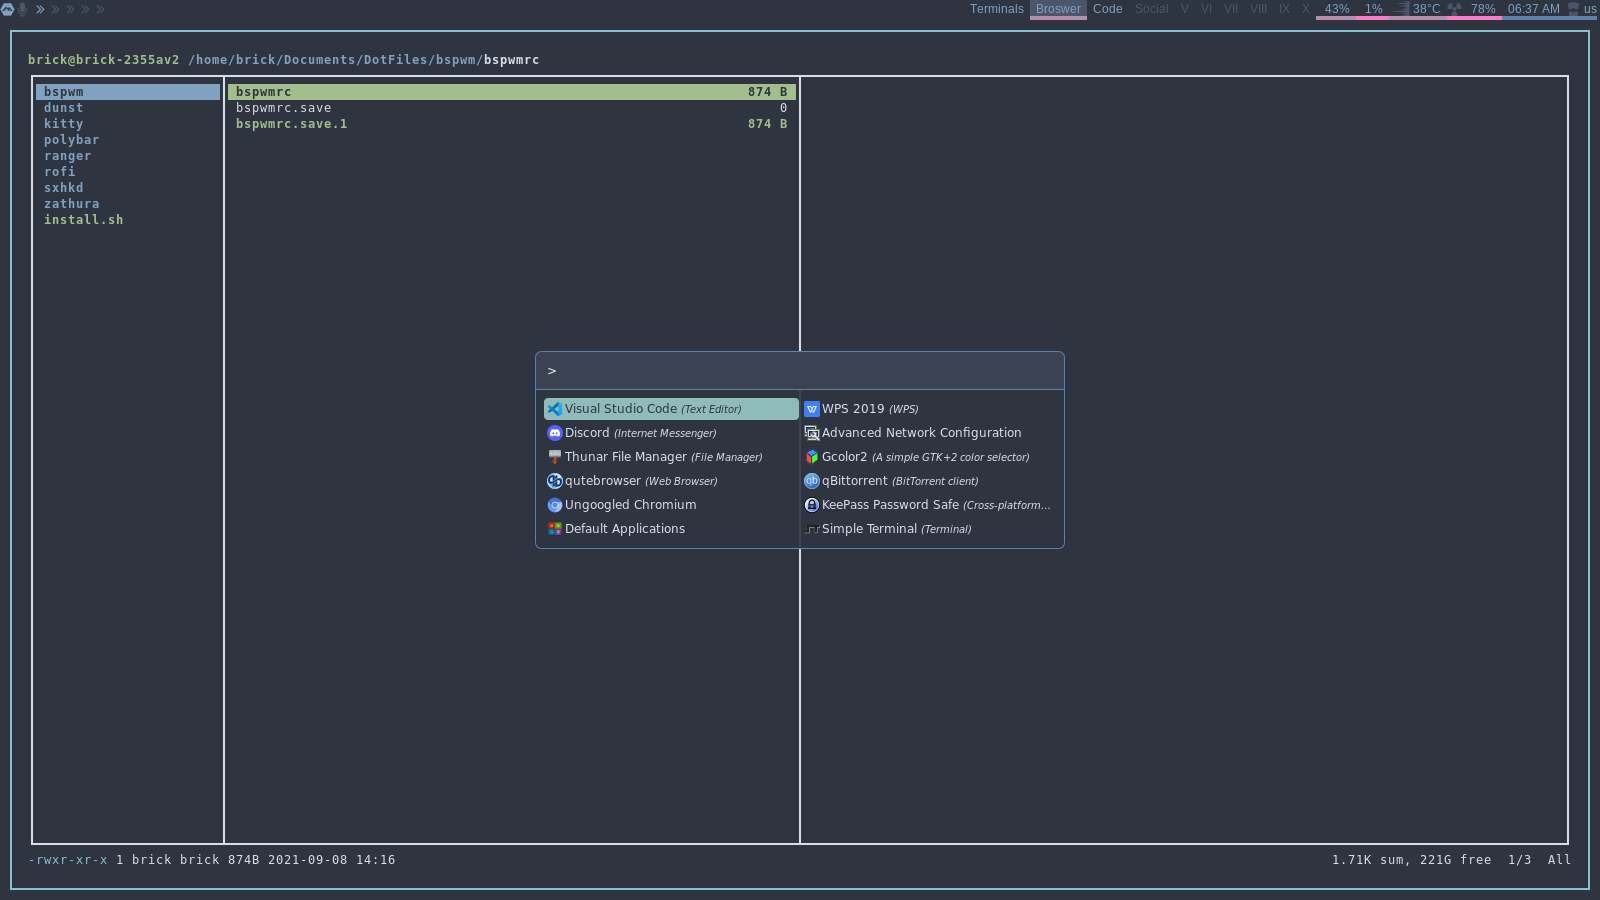 Terminals Broswer Code Social V VI VII VIII IX X 43% 1% 38°C 78% 06:37 AM us
brick@brick-2355av2 /home/brick/Documents/DotFiles/bspwm/bspwmrc
bspwm
dunst
kitty
polybar
ranger
rofi
sxhkd
zathura
install.sh
bspwmrc 874 B
bspwmrc.save 0
bspwmrc.save.1 874 B
>
Visual Studio Code (Text Editor)
Discord (Internet Messenger)
Thunar File Manager (File Manager)
qutebrowser (Web Browser)
Ungoogled Chromium
Default Applications
WPS 2019 (WPS)
Advanced Network Configuration
Gcolor2 (A simple GTK+2 color selector)
qBittorrent (BitTorrent client)
KeePass Password Safe (Cross-platform...
Simple Terminal (Terminal)
-rwxr-xr-x 1 brick brick 874B 2021-09-08 14:16
1.71K sum, 221G free 1/3 All